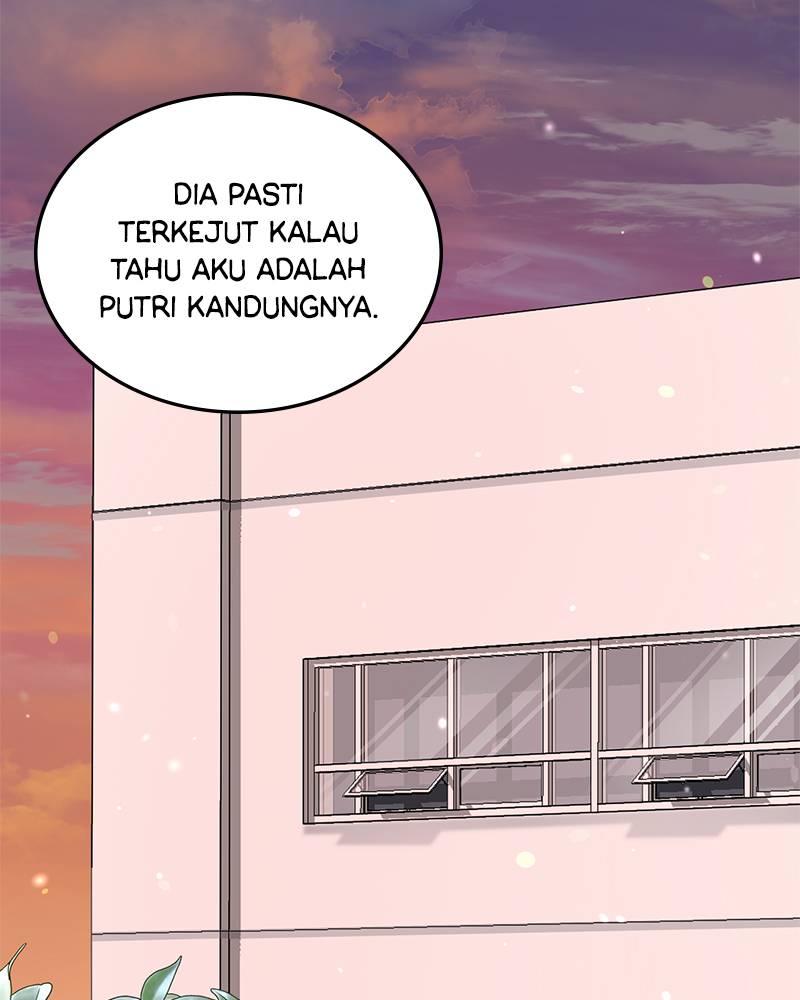 DIA PASTI
TERKEJUT KALAU
TAHU AKU ADALAH
PUTRI KANDUNGNYA.